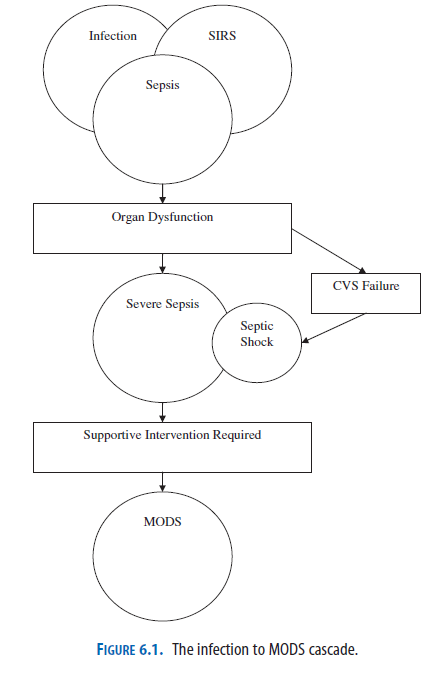 Infection
SIRS
Sepsis
Organ Dysfunction
CVS Failure
Severe Sepsis
Septic
Shock
Supportive Intervention Required
MODS
FIGURE 6.1. The infection to MODS cascade.